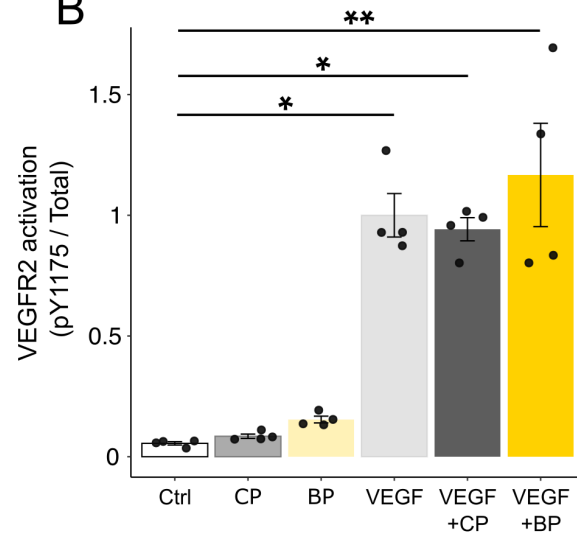 B
**
*
*
VEGFR2 activation
(pY1175 / Total)
1.5
1
0.5
0
Ctrl
CP
BP
VEGF
VEGF
+CP
VEGF
+BP